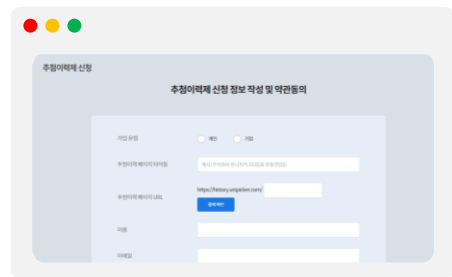 추첨이력제 신청
추첨이력제 신청 정보 작성 및 약관동의
가입 유형
개인 기업
추첨이력 페이지 이름
추첨이력 페이지 URL
https://history.unipicker.com/
중복 확인
이름
이메일